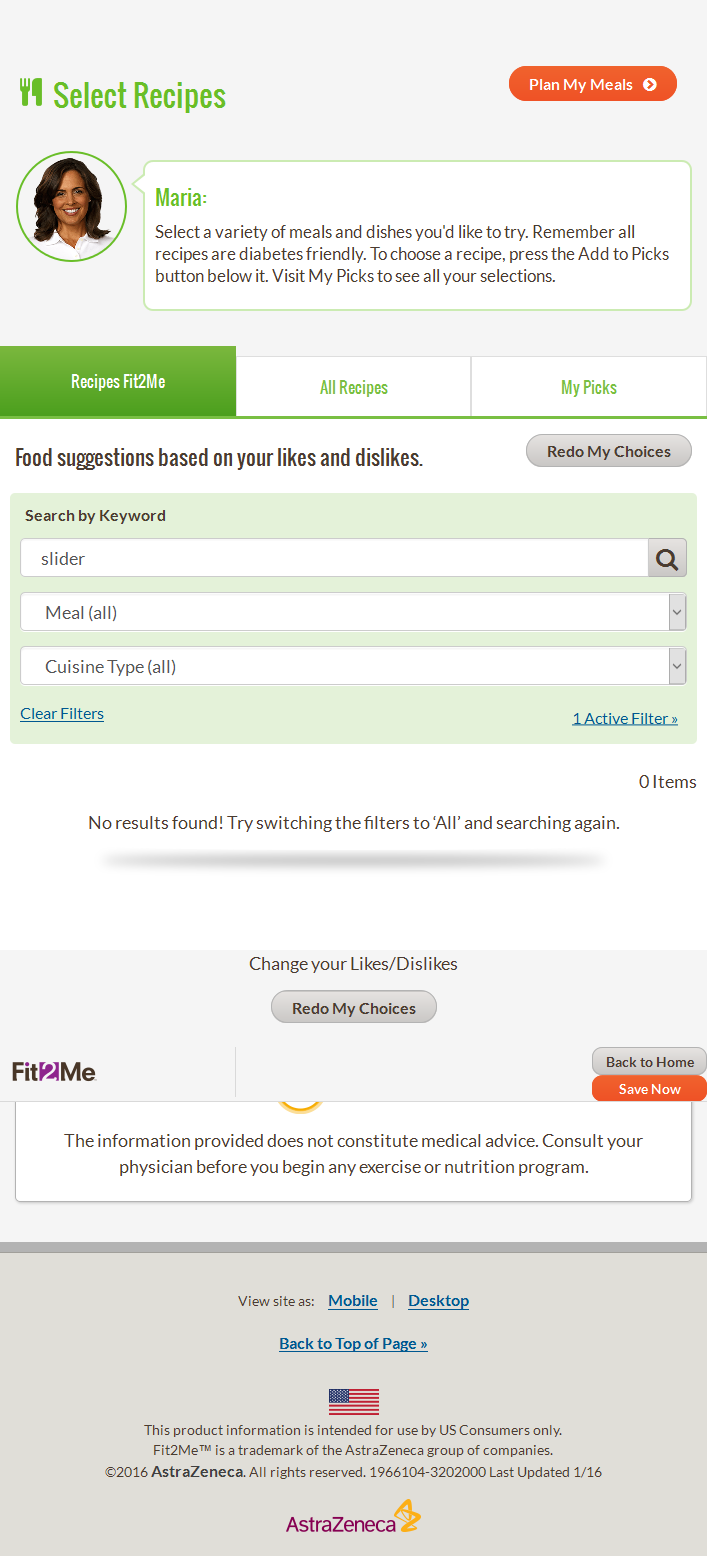 Select Recipes
Plan My Meals
Maria:
Select a variety of meals and dishes you'd like to try. Remember all
recipes are diabetes friendly. To choose a recipe, press the Add to Picks
button below it. Visit My Picks to see all your selections.
Recipes Fit2Me
All Recipes
My Picks
Food suggestions based on your likes and dislikes.
Redo My Choices
Search by Keyword
slider
Meal (all)
Cuisine Type (all)
Clear Filters
1 Active Filter »
0 Items
No results found! Try switching the filters to ‘All’ and searching again.
Change your Likes/Dislikes
Redo My Choices
Fit2Me
Back to Home
Save Now
The information provided does not constitute medical advice. Consult your
physician before you begin any exercise or nutrition program.
View site as: Mobile | Desktop
Back to Top of Page »
This product information is intended for use by US Consumers only.
Fit2Me™ is a trademark of the AstraZeneca group of companies.
©2016 AstraZeneca. All rights reserved. 1966104-3202000 Last Updated 1/16
AstraZeneca